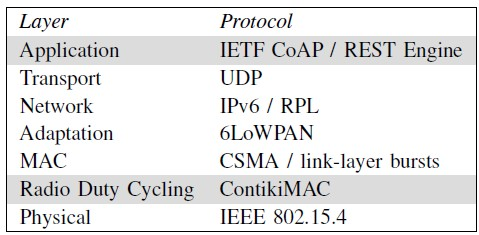 Layer Protocol
Application IETF CoAP / REST Engine
Transport UDP
Network IPv6 / RPL
Adaptation 6LoWPAN
MAC CSMA / link-layer bursts
Radio Duty Cycling ContikiMAC
Physical IEEE 802.15.4